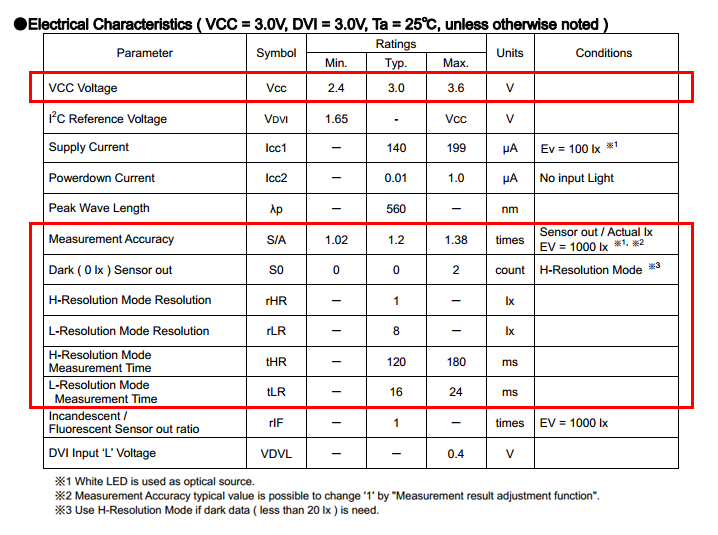 ●Electrical Characteristics ( VCC = 3.0V, DVI = 3.0V, Ta = 25℃, unless otherwise noted )
Parameter Symbol Ratings Units Conditions
Min. Typ. Max.
VCC Voltage Vcc 2.4 3.0 3.6 V
I²C Reference Voltage VDVI 1.65 - VCC V
Supply Current Icc1 － 140 199 μA Ev = 100 lx ※1
Powerdown Current Icc2 － 0.01 1.0 μA No input Light
Peak Wave Length λp － 560 － nm
Measurement Accuracy S/A 1.02 1.2 1.38 times Sensor out / Actual lx
EV = 1000 lx ※1, ※2
Dark ( 0 lx ) Sensor out S0 0 0 2 count H-Resolution Mode ※3
H-Resolution Mode Resolution rHR － 1 － lx
L-Resolution Mode Resolution rLR － 8 － lx
H-Resolution Mode
Measurement Time tHR － 120 180 ms
L-Resolution Mode
Measurement Time tLR － 16 24 ms
Incandescent /
Fluorescent Sensor out ratio rIF － 1 － times EV = 1000 lx
DVI Input ‘L’ Voltage VDVL － － 0.4 V
※1 White LED is used as optical source.
※2 Measurement Accuracy typical value is possible to change '1' by "Measurement result adjustment function".
※3 Use H-Resolution Mode if dark data ( less than 20 lx ) is need.